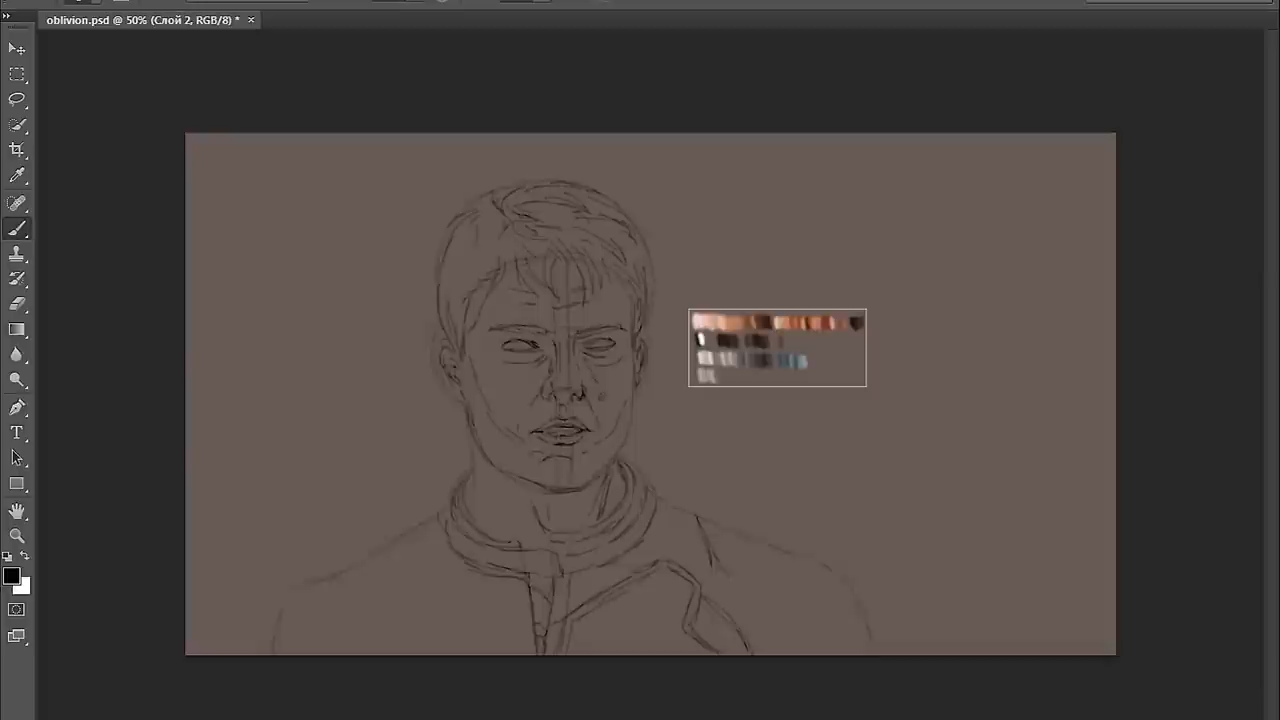 oblivion.psd @ 50% (Слой 2, RGB/8) * ×